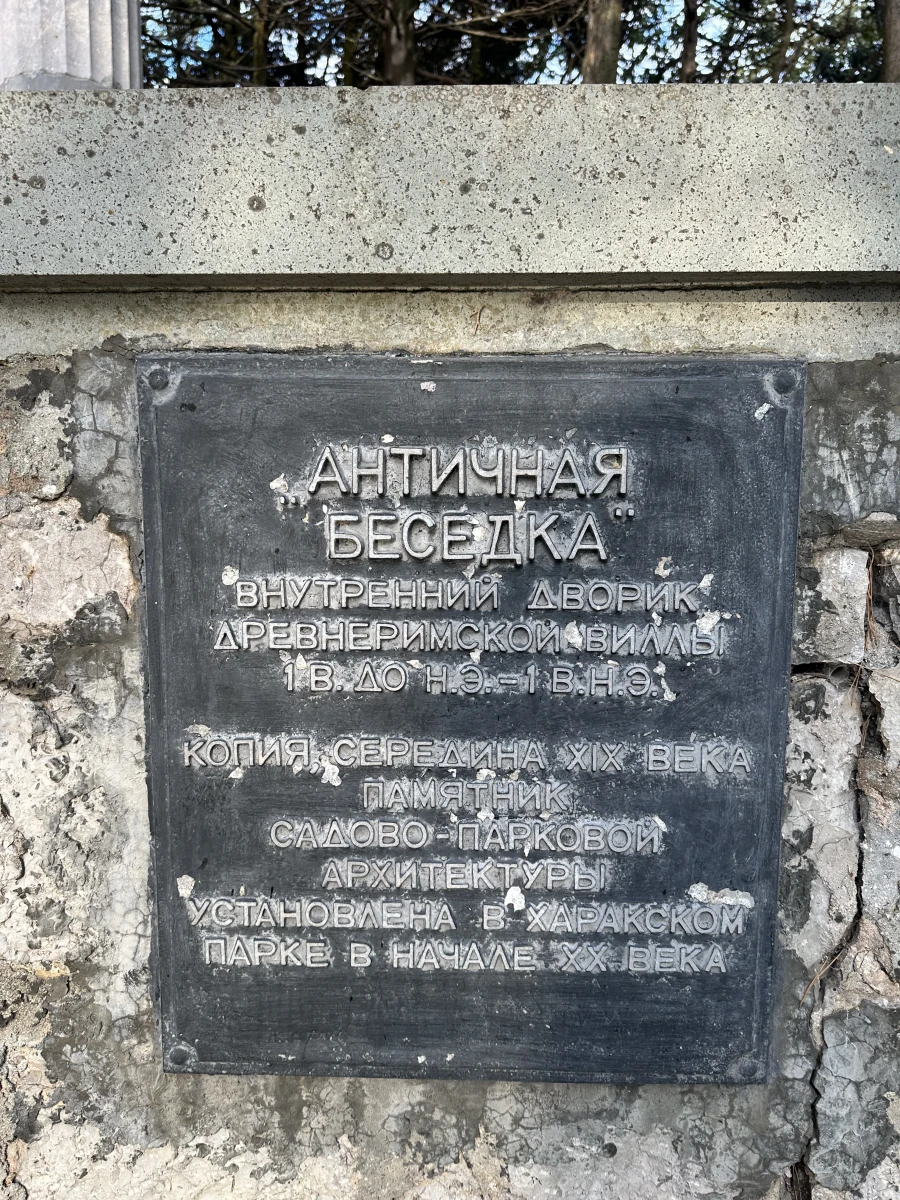 „АНТИЧНАЯ
БЕСЕДКА“
ВНУТРЕННИЙ ДВОРИК
ДРЕВНЕРИМСКОЙ ВИЛЛЫ
1 В. ДО Н.Э.-1 В.Н.Э.
КОПИЯ, СЕРЕДИНА XIX ВЕКА
ПАМЯТНИК
САДОВО-ПАРКОВОЙ
АРХИТЕКТУРЫ
УСТАНОВЛЕНА В ХАРАКСКОМ
ПАРКЕ В НАЧАЛЕ XX ВЕКА